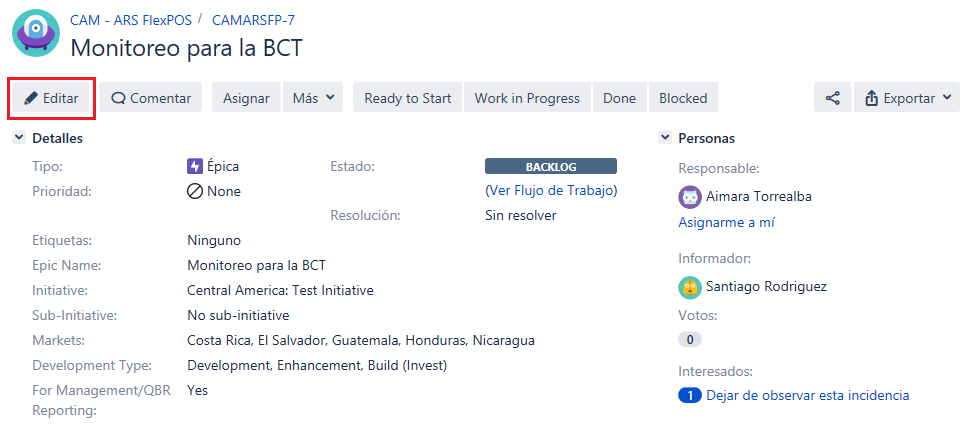 CAM - ARS FlexPOS / CAMARSFP-7
Monitoreo para la BCT
Editar Comentar Asignar Más Ready to Start Work in Progress Done Blocked Exportar
Detalles
Tipo: Épica Estado: BACKLOG
Prioridad: None (Ver Flujo de Trabajo)
Resolución: Sin resolver
Etiquetas: Ninguno
Epic Name: Monitoreo para la BCT
Initiative: Central America: Test Initiative
Sub-Initiative: No sub-initiative
Markets: Costa Rica, El Salvador, Guatemala, Honduras, Nicaragua
Development Type: Development, Enhancement, Build (Invest)
For Management/QBR Yes
Reporting:
Personas
Responsable:
Aimara Torrealba
Asignarme a mí
Informador:
Santiago Rodriguez
Votos:
0
Interesados:
1 Dejar de observar esta incidencia